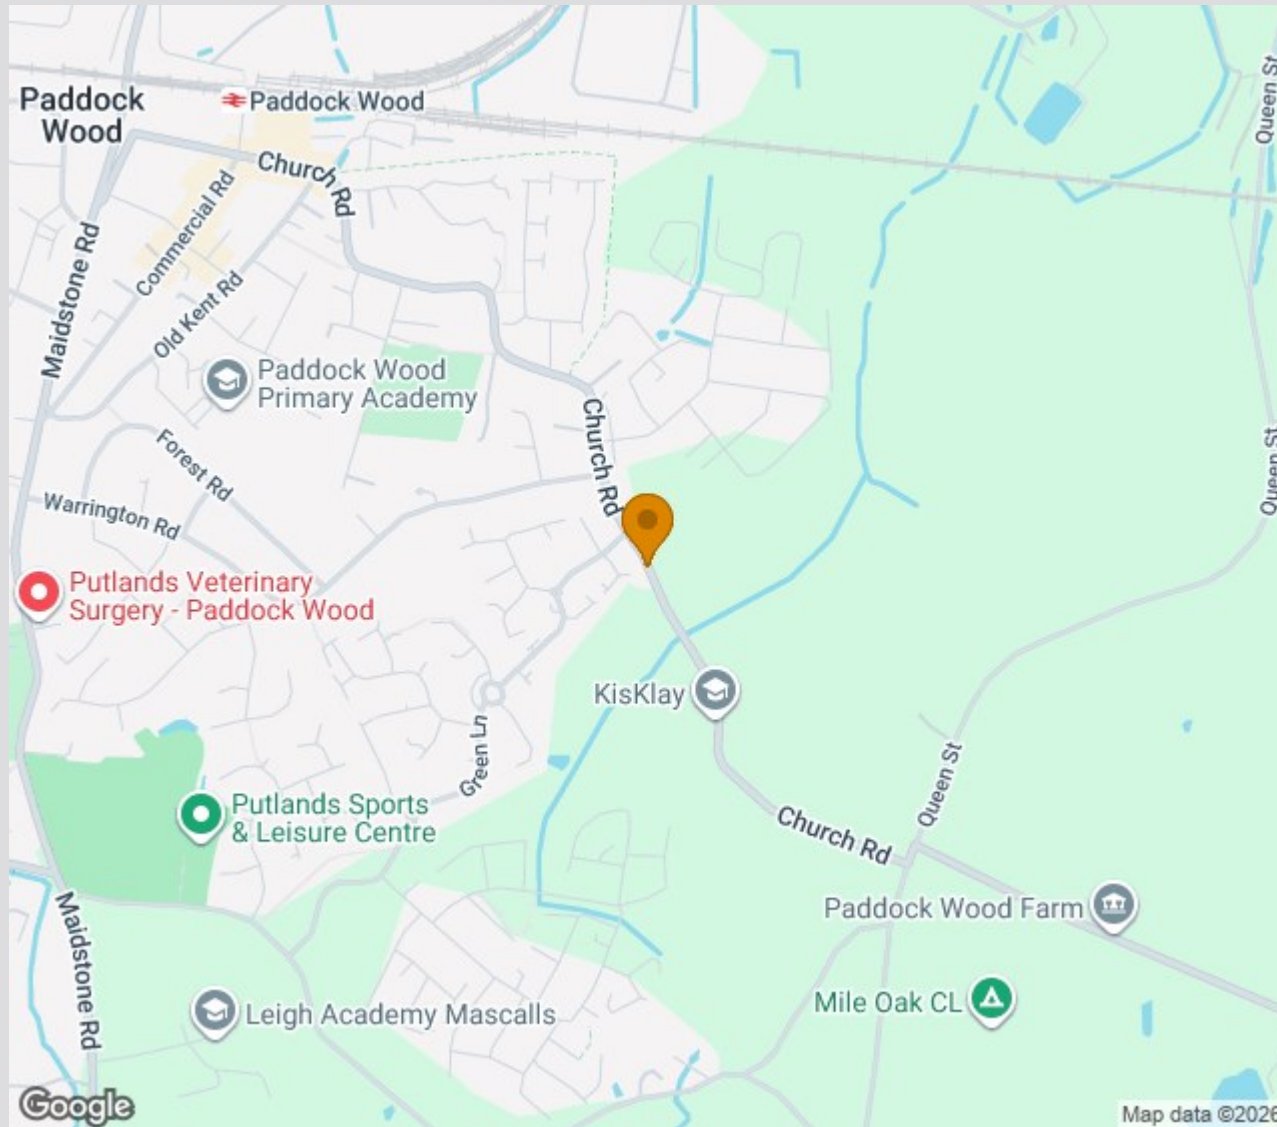 Queen St
Paddock
Wood
Paddock Wood
Church Rd
Commercial Rd
Maidstone Rd
Old Kent Rd
Paddock Wood
Primary Academy
Church Rd
Forest Rd
Queen St
Warrington Rd
Putlands Veterinary
Surgery - Paddock Wood
KisKlay
Green Ln
Queen St
Putlands Sports
& Leisure Centre
Church Rd
Paddock Wood Farm
Maidstone Rd
Mile Oak CL
Leigh Academy Mascalls
Google
Map data ©2026